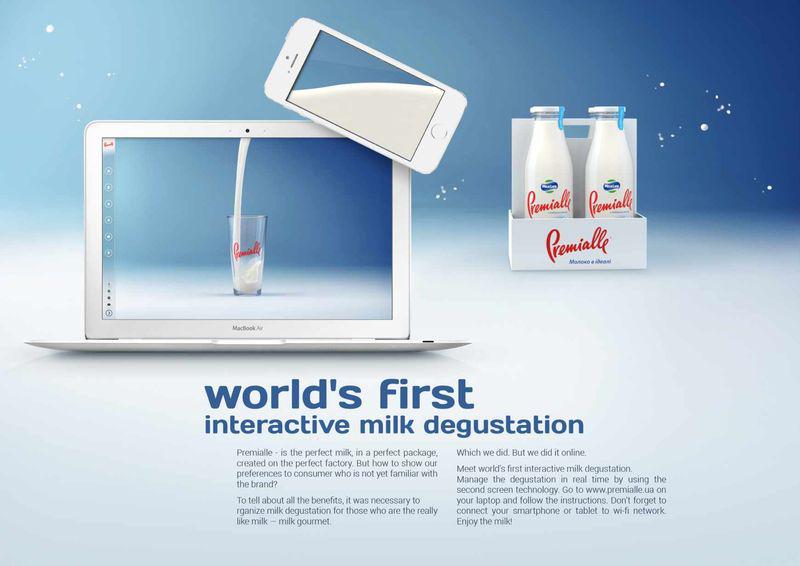 Premialle
Premialle
MacBook Air
Premialle
Premialle
Premialle
Молоко в ідеалі
world's first
interactive milk degustation
Premialle - is the perfect milk, in a perfect package,
created on the perfect factory. But how to show our
preferences to consumer who is not yet familiar with
the brand?
To tell about all the benefits, it was necessary to
rganize milk degustation for those who are the really
like milk — milk gourmet.
Which we did. But we did it online.
Meet world's first interactive milk degustation.
Manage the degustation in real time by using the
second screen technology. Go to www.premialle.ua on
your laptop and follow the instructions. Don't forget to
connect your smartphone or tablet to wi-fi network.
Enjoy the milk!